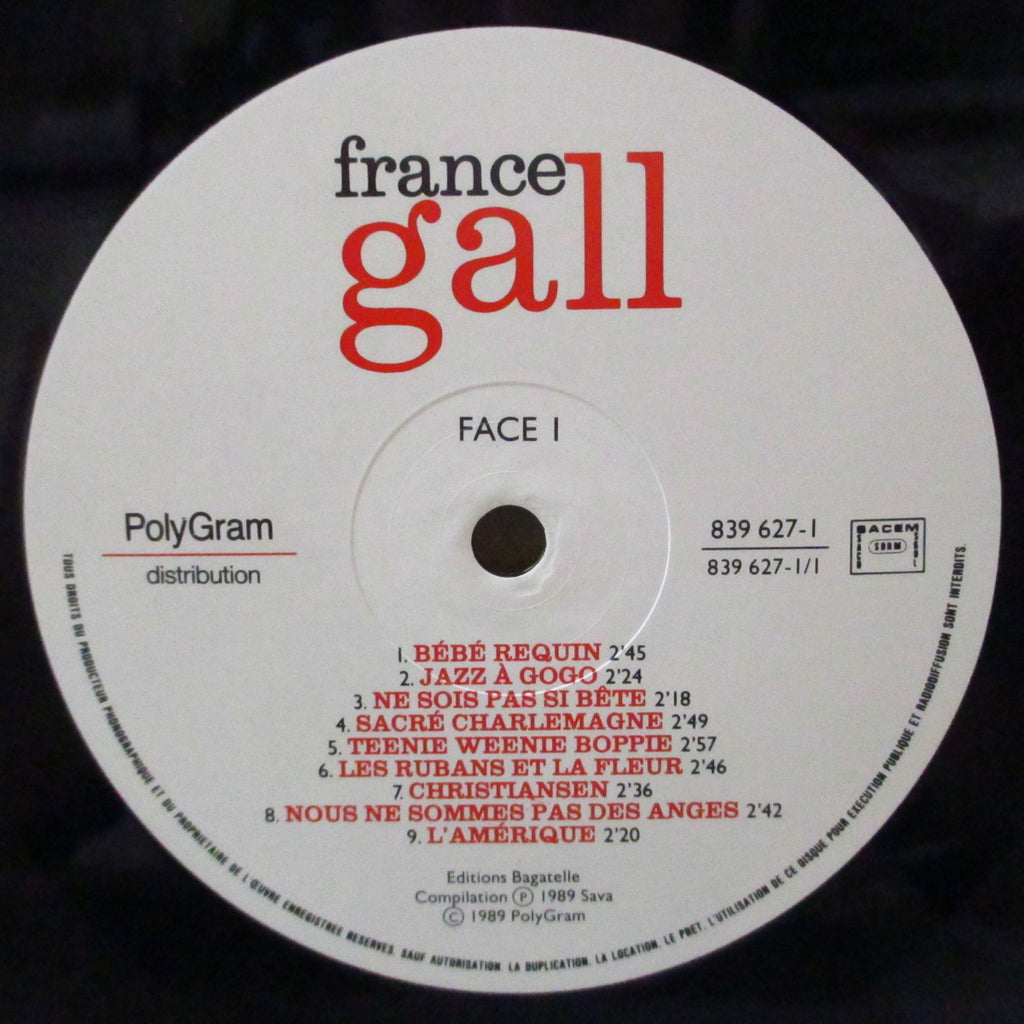 france
gall
FACE I
PolyGram
distribution
839 627-1
839 627-1/1
SACEM
SACD
SDRM
SGDL
1. BÉBÉ REQUIN 2'45
2. JAZZ À GOGO 2'24
3. NE SOIS PAS SI BÊTE 2'18
4. SACRÉ CHARLEMAGNE 2'49
5. TEENIE WEENIE BOPPIE 2'57
6. LES RUBANS ET LA FLEUR 2'46
7. CHRISTIANSEN 2'36
8. NOUS NE SOMMES PAS DES ANGES 2'42
9. L'AMÉRIQUE 2'20
Editions Bagatelle
Compilation Ⓟ 1989 Sava
© 1989 PolyGram
TOUS DROITS DU PRODUCTEUR PHONOGRAPHIQUE ET DU PROPRIETAIRE DE L'ŒUVRE ENREGISTREE RESERVES. SAUF AUTORISATION LA DUPLICATION, LA LOCATION, LE PRET, L'UTILISATION DE CE DISQUE POUR EXECUTION PUBLIQUE ET RADIODIFFUSION SONT INTERDITS.